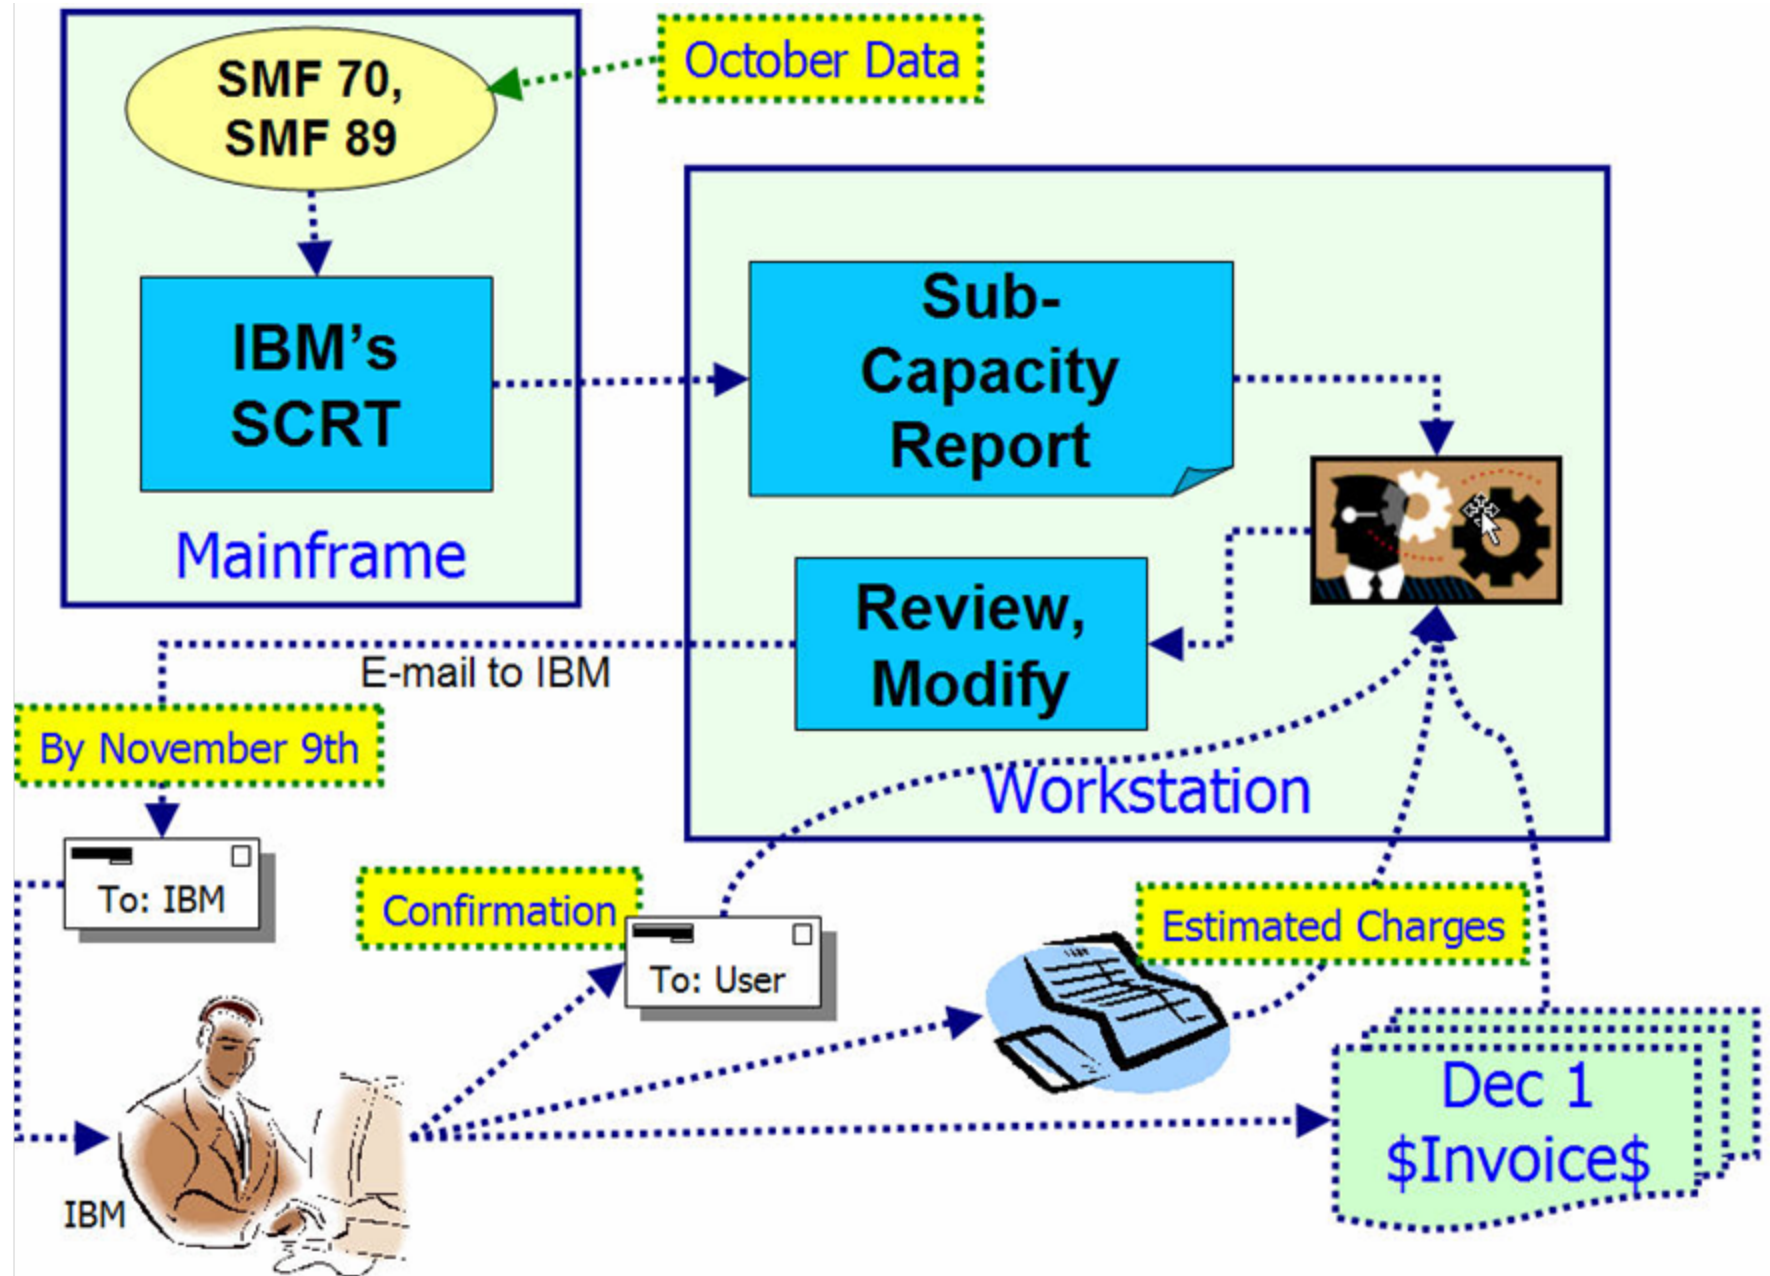 SMF 70,
SMF 89
October Data
IBM's
SCRT
Mainframe
Sub-
Capacity
Report
Review,
Modify
Workstation
E-mail to IBM
By November 9th
To: IBM
Confirmation
To: User
Estimated Charges
IBM
Dec 1
$Invoice$